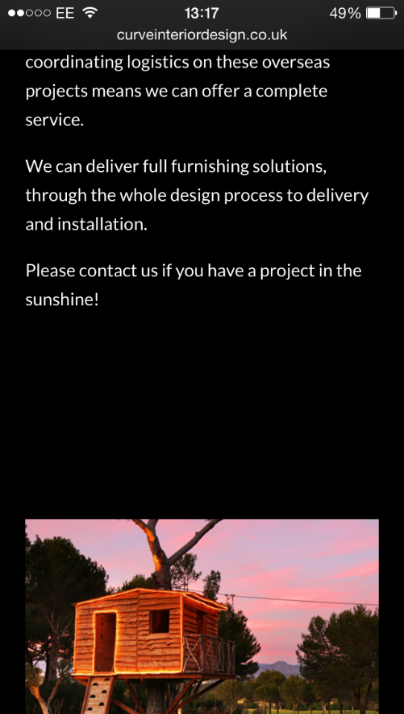 EE 13:17 49%
curveinteriordesign.co.uk
coordinating logistics on these overseas
projects means we can offer a complete
service.
We can deliver full furnishing solutions,
through the whole design process to delivery
and installation.
Please contact us if you have a project in the
sunshine!